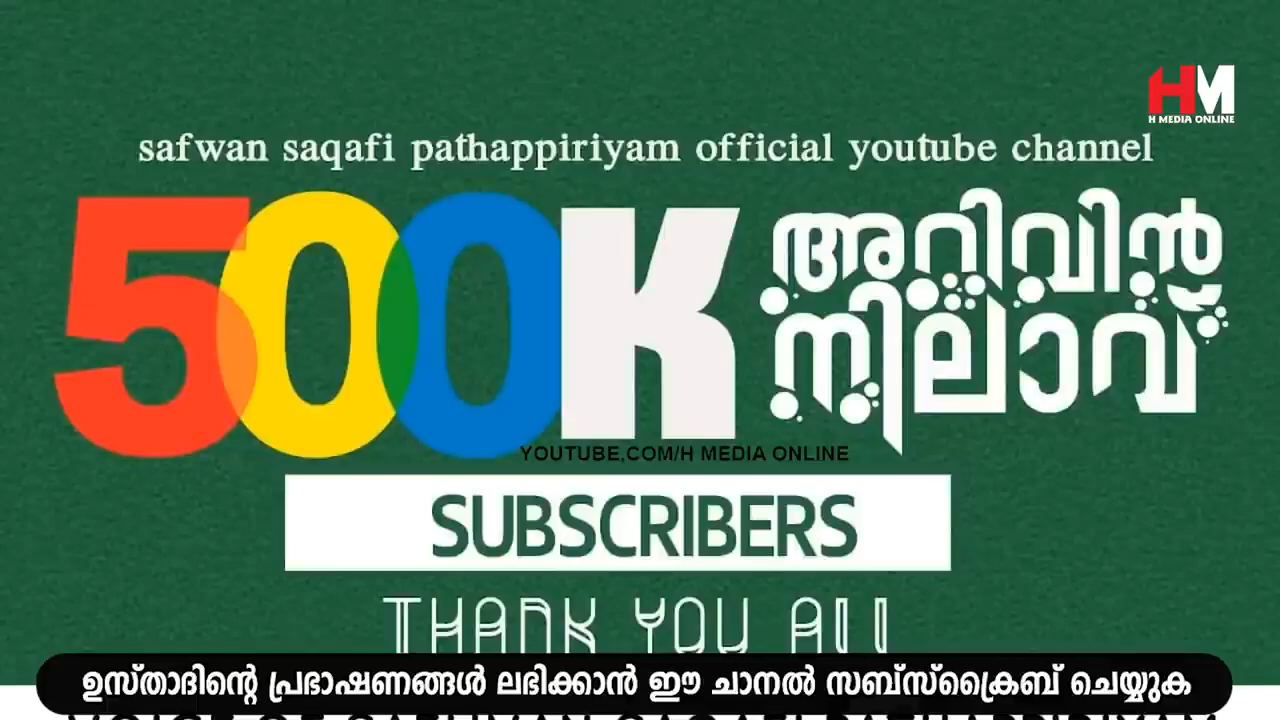 HM
H MEDIA ONLINE
safwan saqafi pathappiriyam official youtube channel
500K
അറിവിൻ
നിലാവ്
YOUTUBE,COM/H MEDIA ONLINE
SUBSCRIBERS
THANK YOU ALL
ഉസ്താദിന്റെ പ്രഭാഷണങ്ങൾ ലഭിക്കാൻ ഈ ചാനൽ സബ്സ്ക്രൈബ് ചെയ്യുക